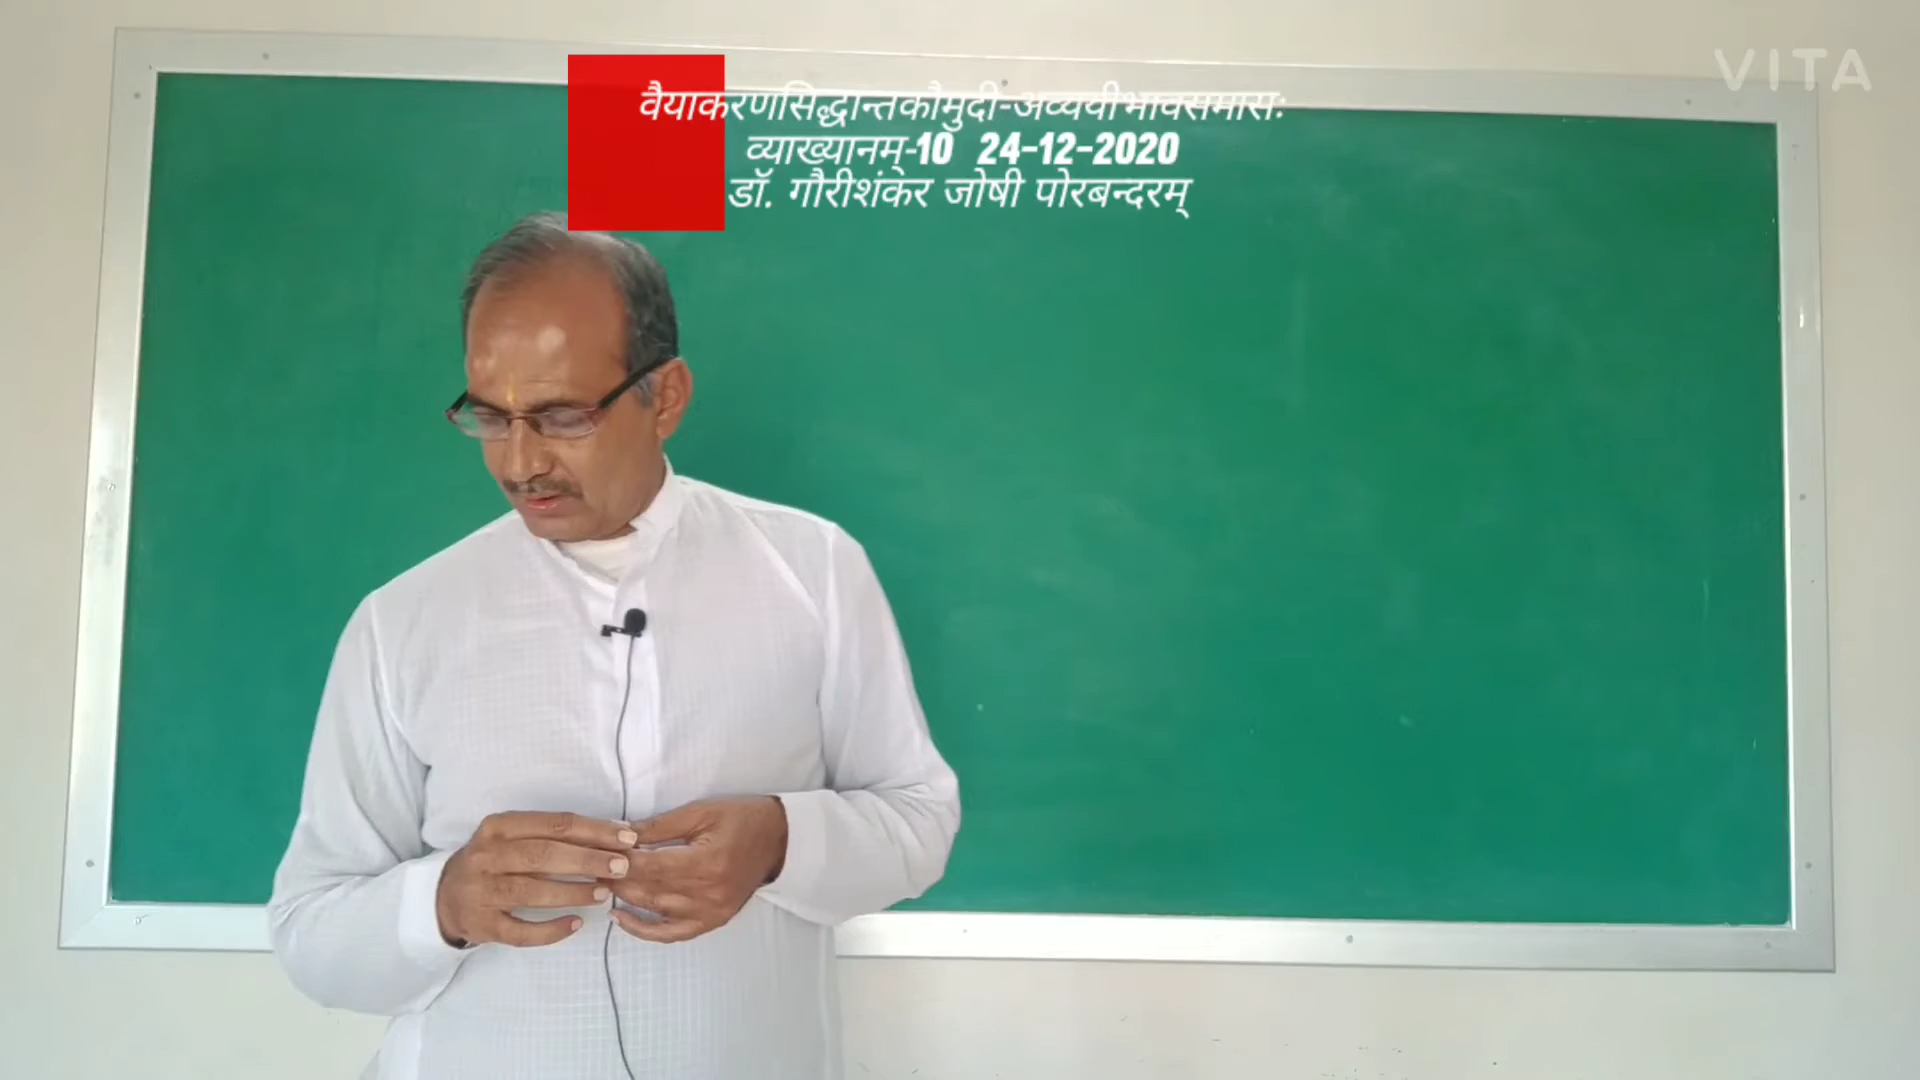 वैयाकरणसिद्धान्तकौमुदी-अव्ययीभावसमासः
व्याख्यानम्-10 24-12-2020
डॉ. गौरीशंकर जोषी पोरबन्दरम्
VITA